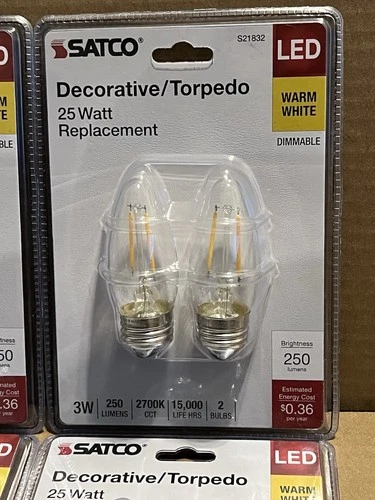 SATCO®
S21832
LED
Decorative/Torpedo
25 Watt
Replacement
WARM
WHITE
DIMMABLE
Brightness
250
lumens
Estimated
Energy Cost
$0.36
per year
3W
250
LUMENS
2700K
CCT
15,000
LIFE HRS
2
BULBS
SATCO®
LED
Decorative/Torpedo
25 Watt
WARM